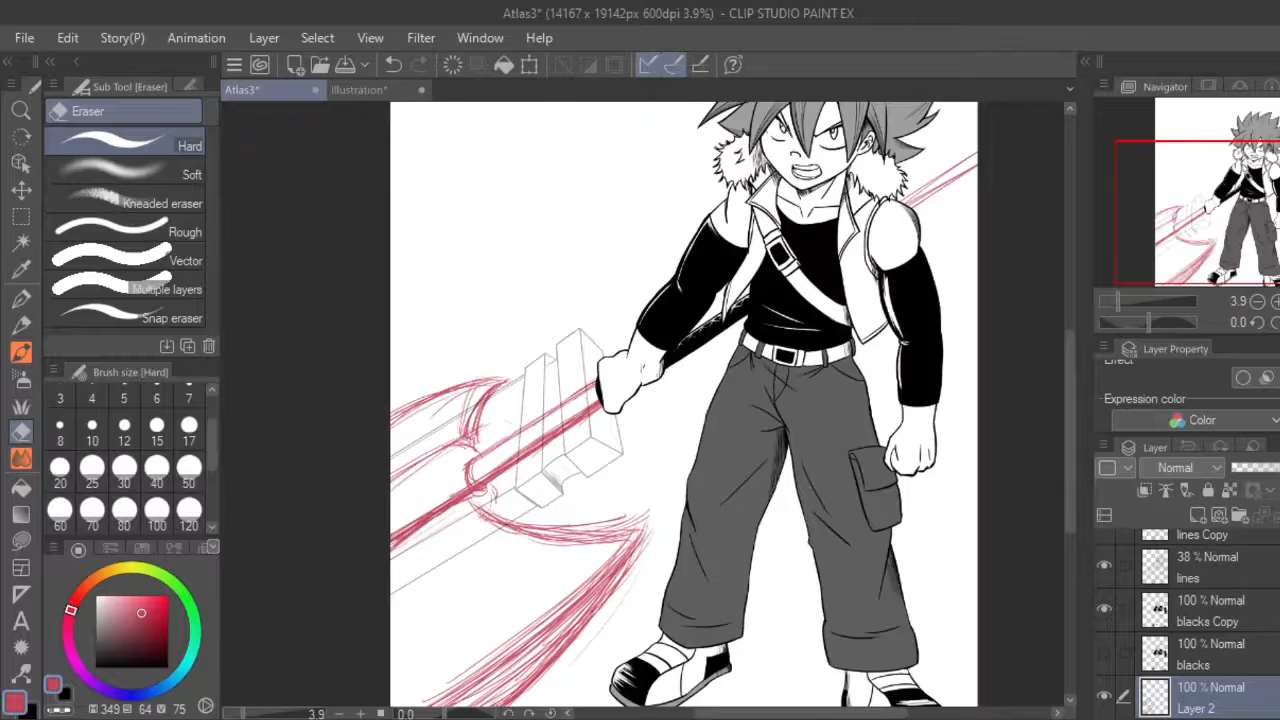 Atlas3* (14167 x 19142px 600dpi 3.9%) - CLIP STUDIO PAINT EX
File Edit Story(P) Animation Layer Select View Filter Window Help
Sub Tool [Eraser]
Atlas3* Illustration*
Navigator
Eraser
Hard
Soft
Kneaded eraser
Rough
Vector
Multiple layers
Snap eraser
3.9
0.0
Layer Property
Brush size [Hard]
3 4 5 6 7
8 10 12 15 17
20 25 30 40 50
60 70 80 100 120
Expression color
Color
Layer
Normal
lines Copy
38 % Normal
lines
100 % Normal
blacks Copy
100 % Normal
blacks
100 % Normal
Layer 2
H 349 S 64 V 75
3.9 0.0